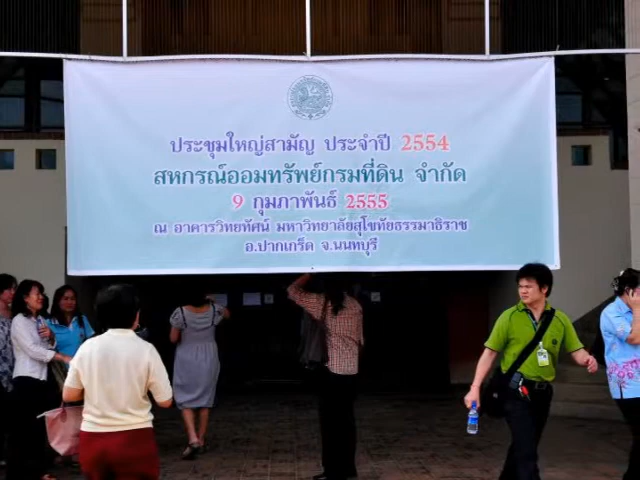 ประชุมใหญ่สามัญ ประจำปี 2554
สหกรณ์ออมทรัพย์กรมที่ดิน จำกัด
9 กุมภาพันธ์ 2555
ณ อาคารวิทยทัศน์ มหาวิทยาลัยสุโขทัยธรรมาธิราช
อ.ปากเกร็ด จ.นนทบุรี